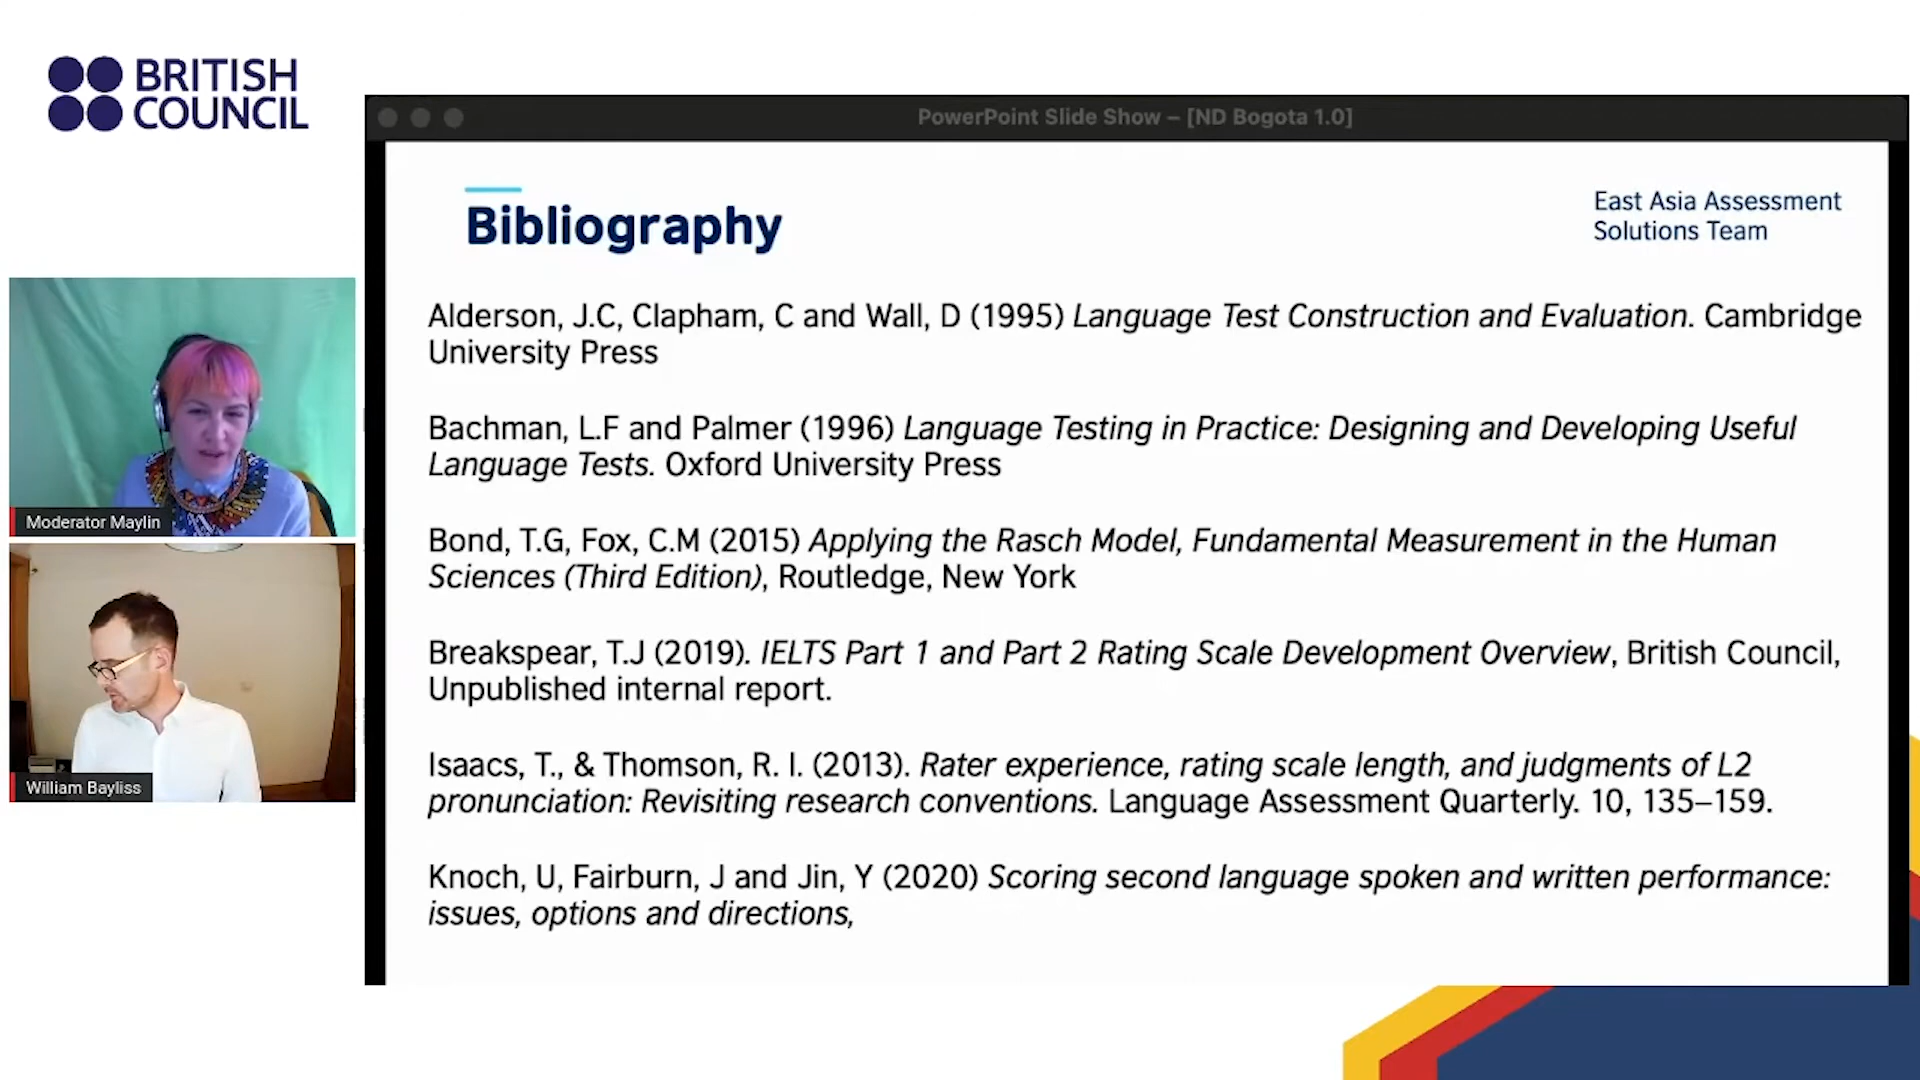 BRITISH
COUNCIL
PowerPoint Slide Show – [ND Bogota 1.0]
Bibliography
East Asia Assessment
Solutions Team
Alderson, J.C, Clapham, C and Wall, D (1995) Language Test Construction and Evaluation. Cambridge
University Press
Bachman, L.F and Palmer (1996) Language Testing in Practice: Designing and Developing Useful
Language Tests. Oxford University Press
Bond, T.G, Fox, C.M (2015) Applying the Rasch Model, Fundamental Measurement in the Human
Sciences (Third Edition), Routledge, New York
Breakspear, T.J (2019). IELTS Part 1 and Part 2 Rating Scale Development Overview, British Council,
Unpublished internal report.
Isaacs, T., & Thomson, R. I. (2013). Rater experience, rating scale length, and judgments of L2
pronunciation: Revisiting research conventions. Language Assessment Quarterly. 10, 135–159.
Knoch, U, Fairburn, J and Jin, Y (2020) Scoring second language spoken and written performance:
issues, options and directions,
Moderator Maylin
William Bayliss